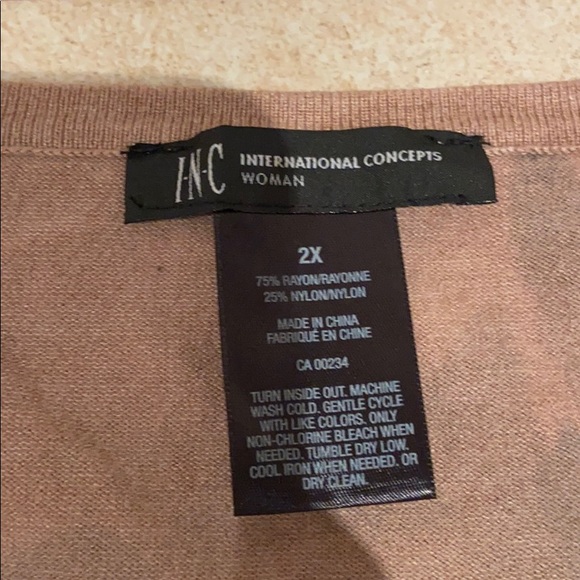 I·N·C INTERNATIONAL CONCEPTS
WOMAN
2X
75% RAYON/RAYONNE
25% NYLON/NYLON
MADE IN CHINA
FABRIQUÉ EN CHINE
CA 00234
TURN INSIDE OUT. MACHINE
WASH COLD. GENTLE CYCLE
WITH LIKE COLORS. ONLY
NON-CHLORINE BLEACH WHEN
NEEDED. TUMBLE DRY LOW.
COOL IRON WHEN NEEDED. OR
DRY CLEAN.